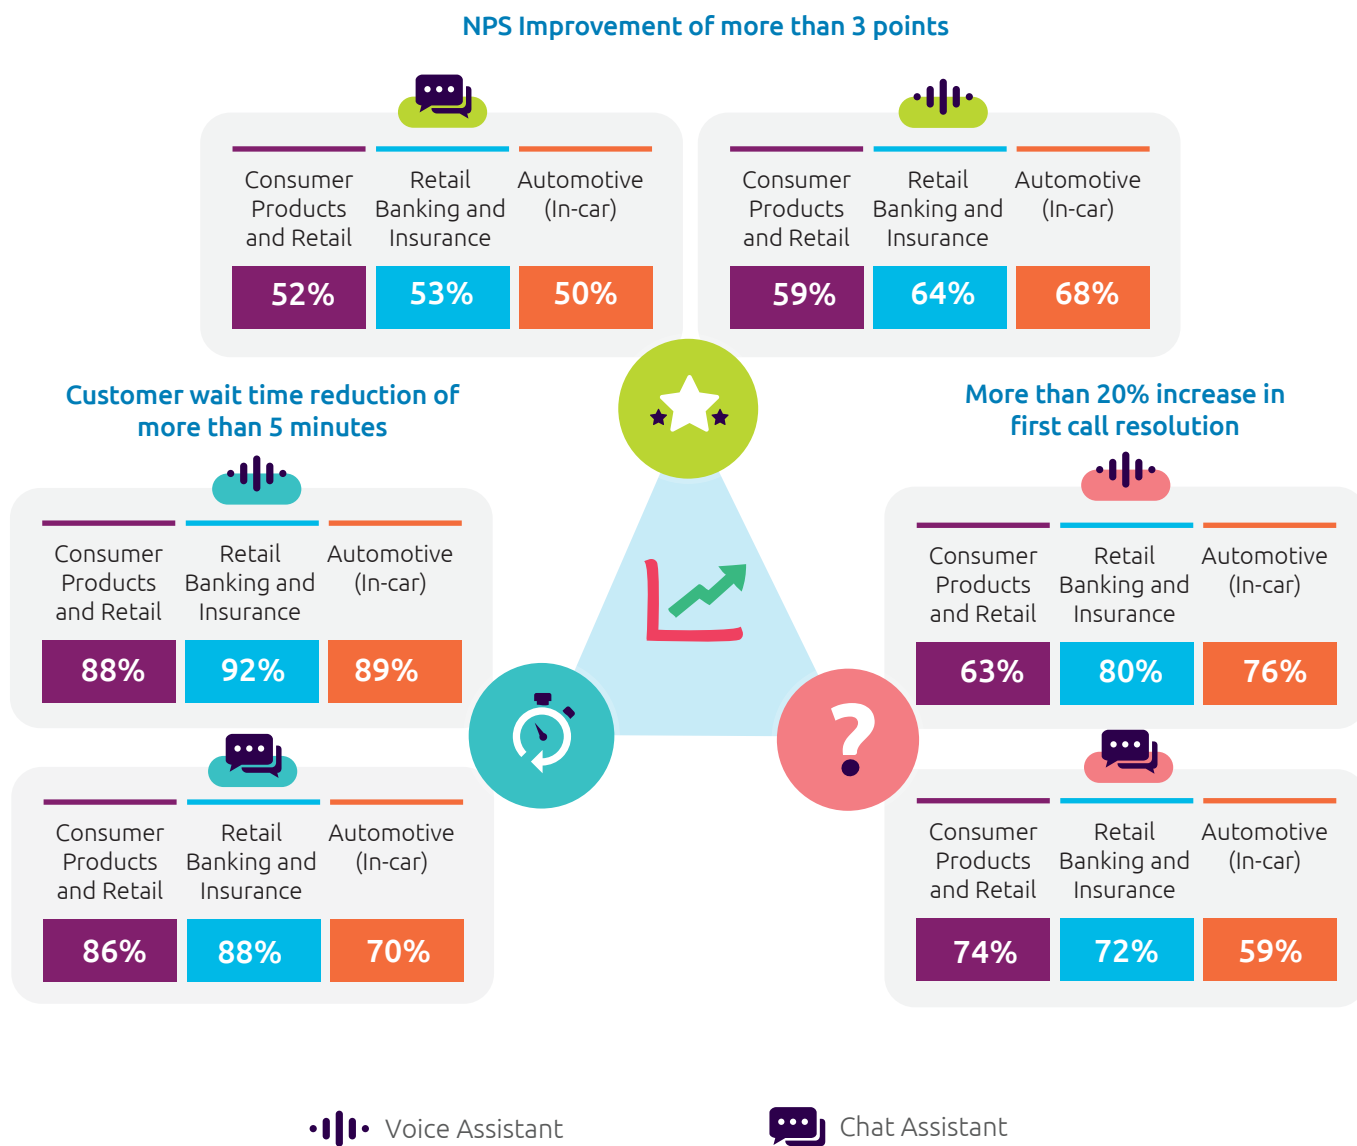 NPS Improvement of more than 3 points
Consumer
Products
and Retail
Retail
Banking and
Insurance
Automotive
(In-car)
52%
53%
50%
Consumer
Products
and Retail
Retail
Banking and
Insurance
Automotive
(In-car)
59%
64%
68%
Customer wait time reduction of
more than 5 minutes
Consumer
Products
and Retail
Retail
Banking and
Insurance
Automotive
(In-car)
88%
92%
89%
Consumer
Products
and Retail
Retail
Banking and
Insurance
Automotive
(In-car)
86%
88%
70%
More than 20% increase in
first call resolution
Consumer
Products
and Retail
Retail
Banking and
Insurance
Automotive
(In-car)
63%
80%
76%
Consumer
Products
and Retail
Retail
Banking and
Insurance
Automotive
(In-car)
74%
72%
59%
?
Voice Assistant
Chat Assistant